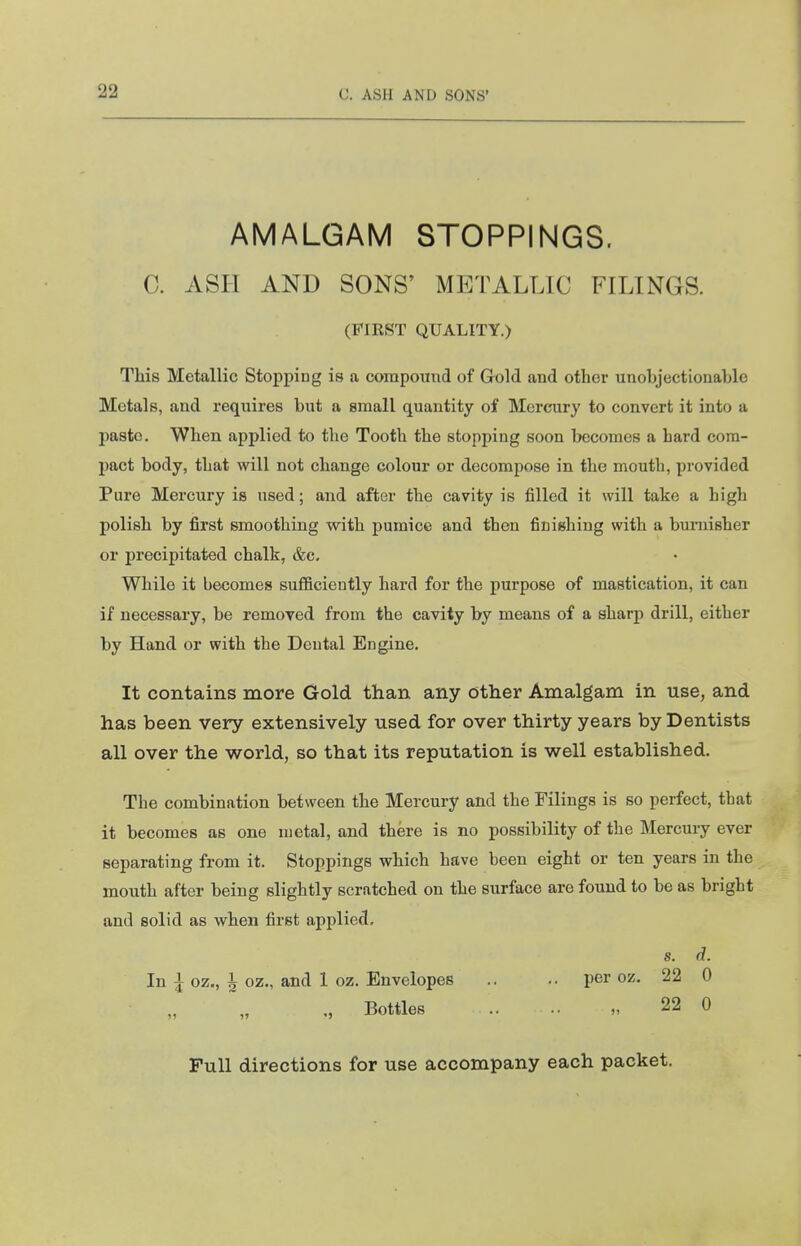 22
C. ASH AND SONS'
AMALGAM STOPPINGS.
C. ASH AND SONS' METALLIC FILINGS.
(FIRST QUALITY.)
This Metallic Stopping is a compound of Gold and other unobjectionable
Metals, and requires but a small quantity of Mercury to convert it into a
paste. When applied to the Tooth the stopping soon becomes a hard com-
pact body, that will not change colour or decompose in the mouth, provided
Pure Mercury is used; and after the cavity is filled it will take a high
polish by first smoothing with pumice and then finishing with a burnisher
or precipitated chalk, &c.
While it becomes sufficiently hard for the purpose of mastication, it can
if necessary, be removed from the cavity by means of a sharp drill, either
by Hand or with the Dental Engine.
It contains more Gold than any other Amalgam in use, and
has been very extensively used for over thirty years by Dentists
all over the world, so that its reputation is well established.
The combination between the Mercury and the Filings is so perfect, that
it becomes as one metal, and there is no possibility of the Mercury ever
separating from it. Stoppings which have been eight or ten years in the
mouth after being slightly scratched on the surface are found to be as bright
and solid as when first applied.
s. d.
In ¼ oz., ½ oz., and 1 oz. Envelopes .. .. per oz. 22 0
„ „ „ Bottles .. .. „ 22 0
Full directions for use accompany each packet.